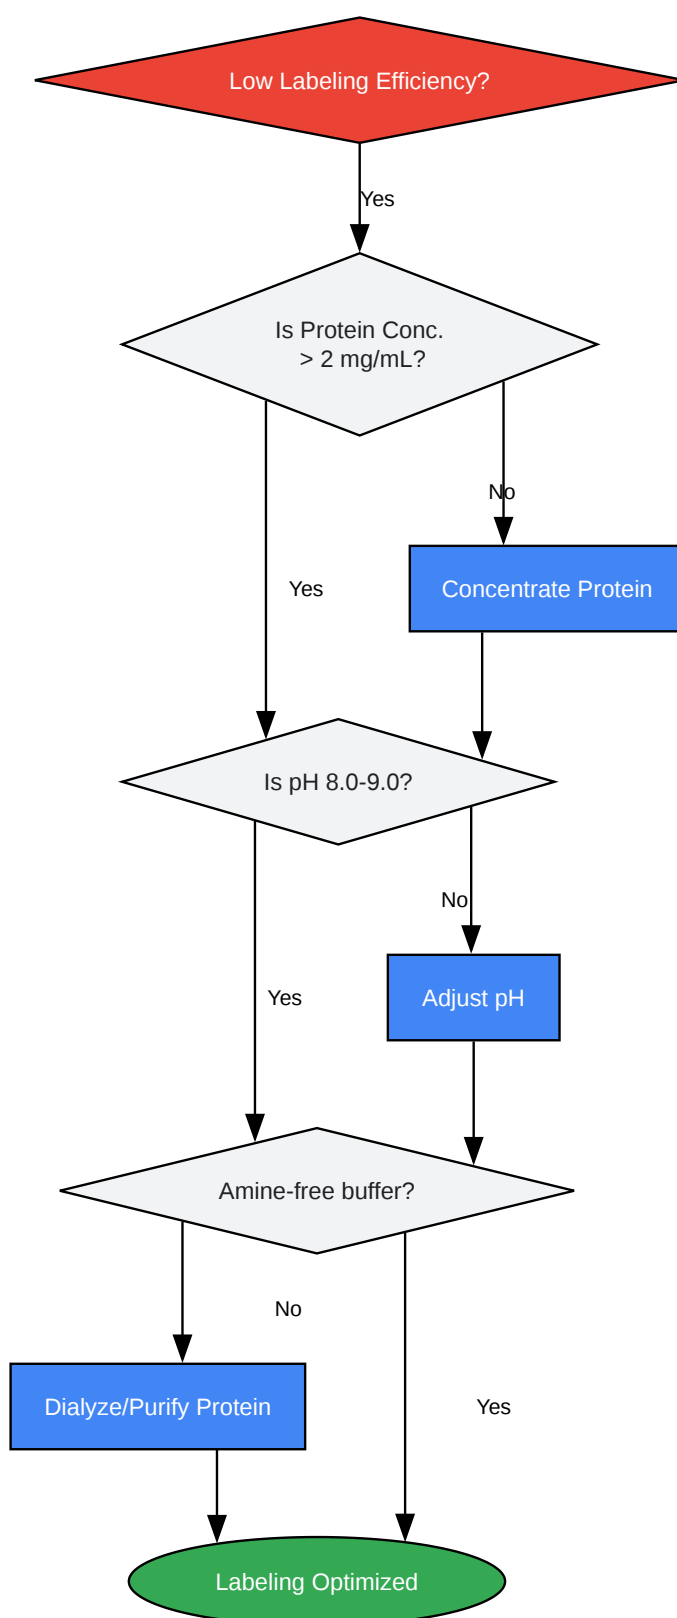 Low Labeling Efficiency?
Yes
Is Protein Conc.
> 2 mg/mL?
No
Yes
Concentrate Protein
Is pH 8.0-9.0?
No
Yes
Adjust pH
Amine-free buffer?
No
Dialyze/Purify Protein
Yes
Labeling Optimized